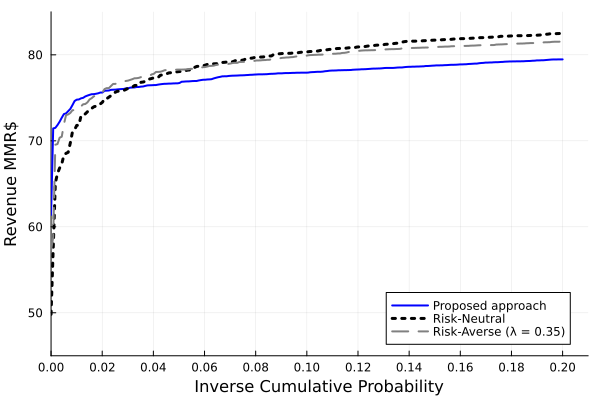 Revenue MMR$
80
70
60
50
Proposed approach
Risk-Neutral
Risk-Averse (λ = 0.35)
0.00 0.02 0.04 0.06 0.08 0.10 0.12 0.14 0.16 0.18 0.20
Inverse Cumulative Probability